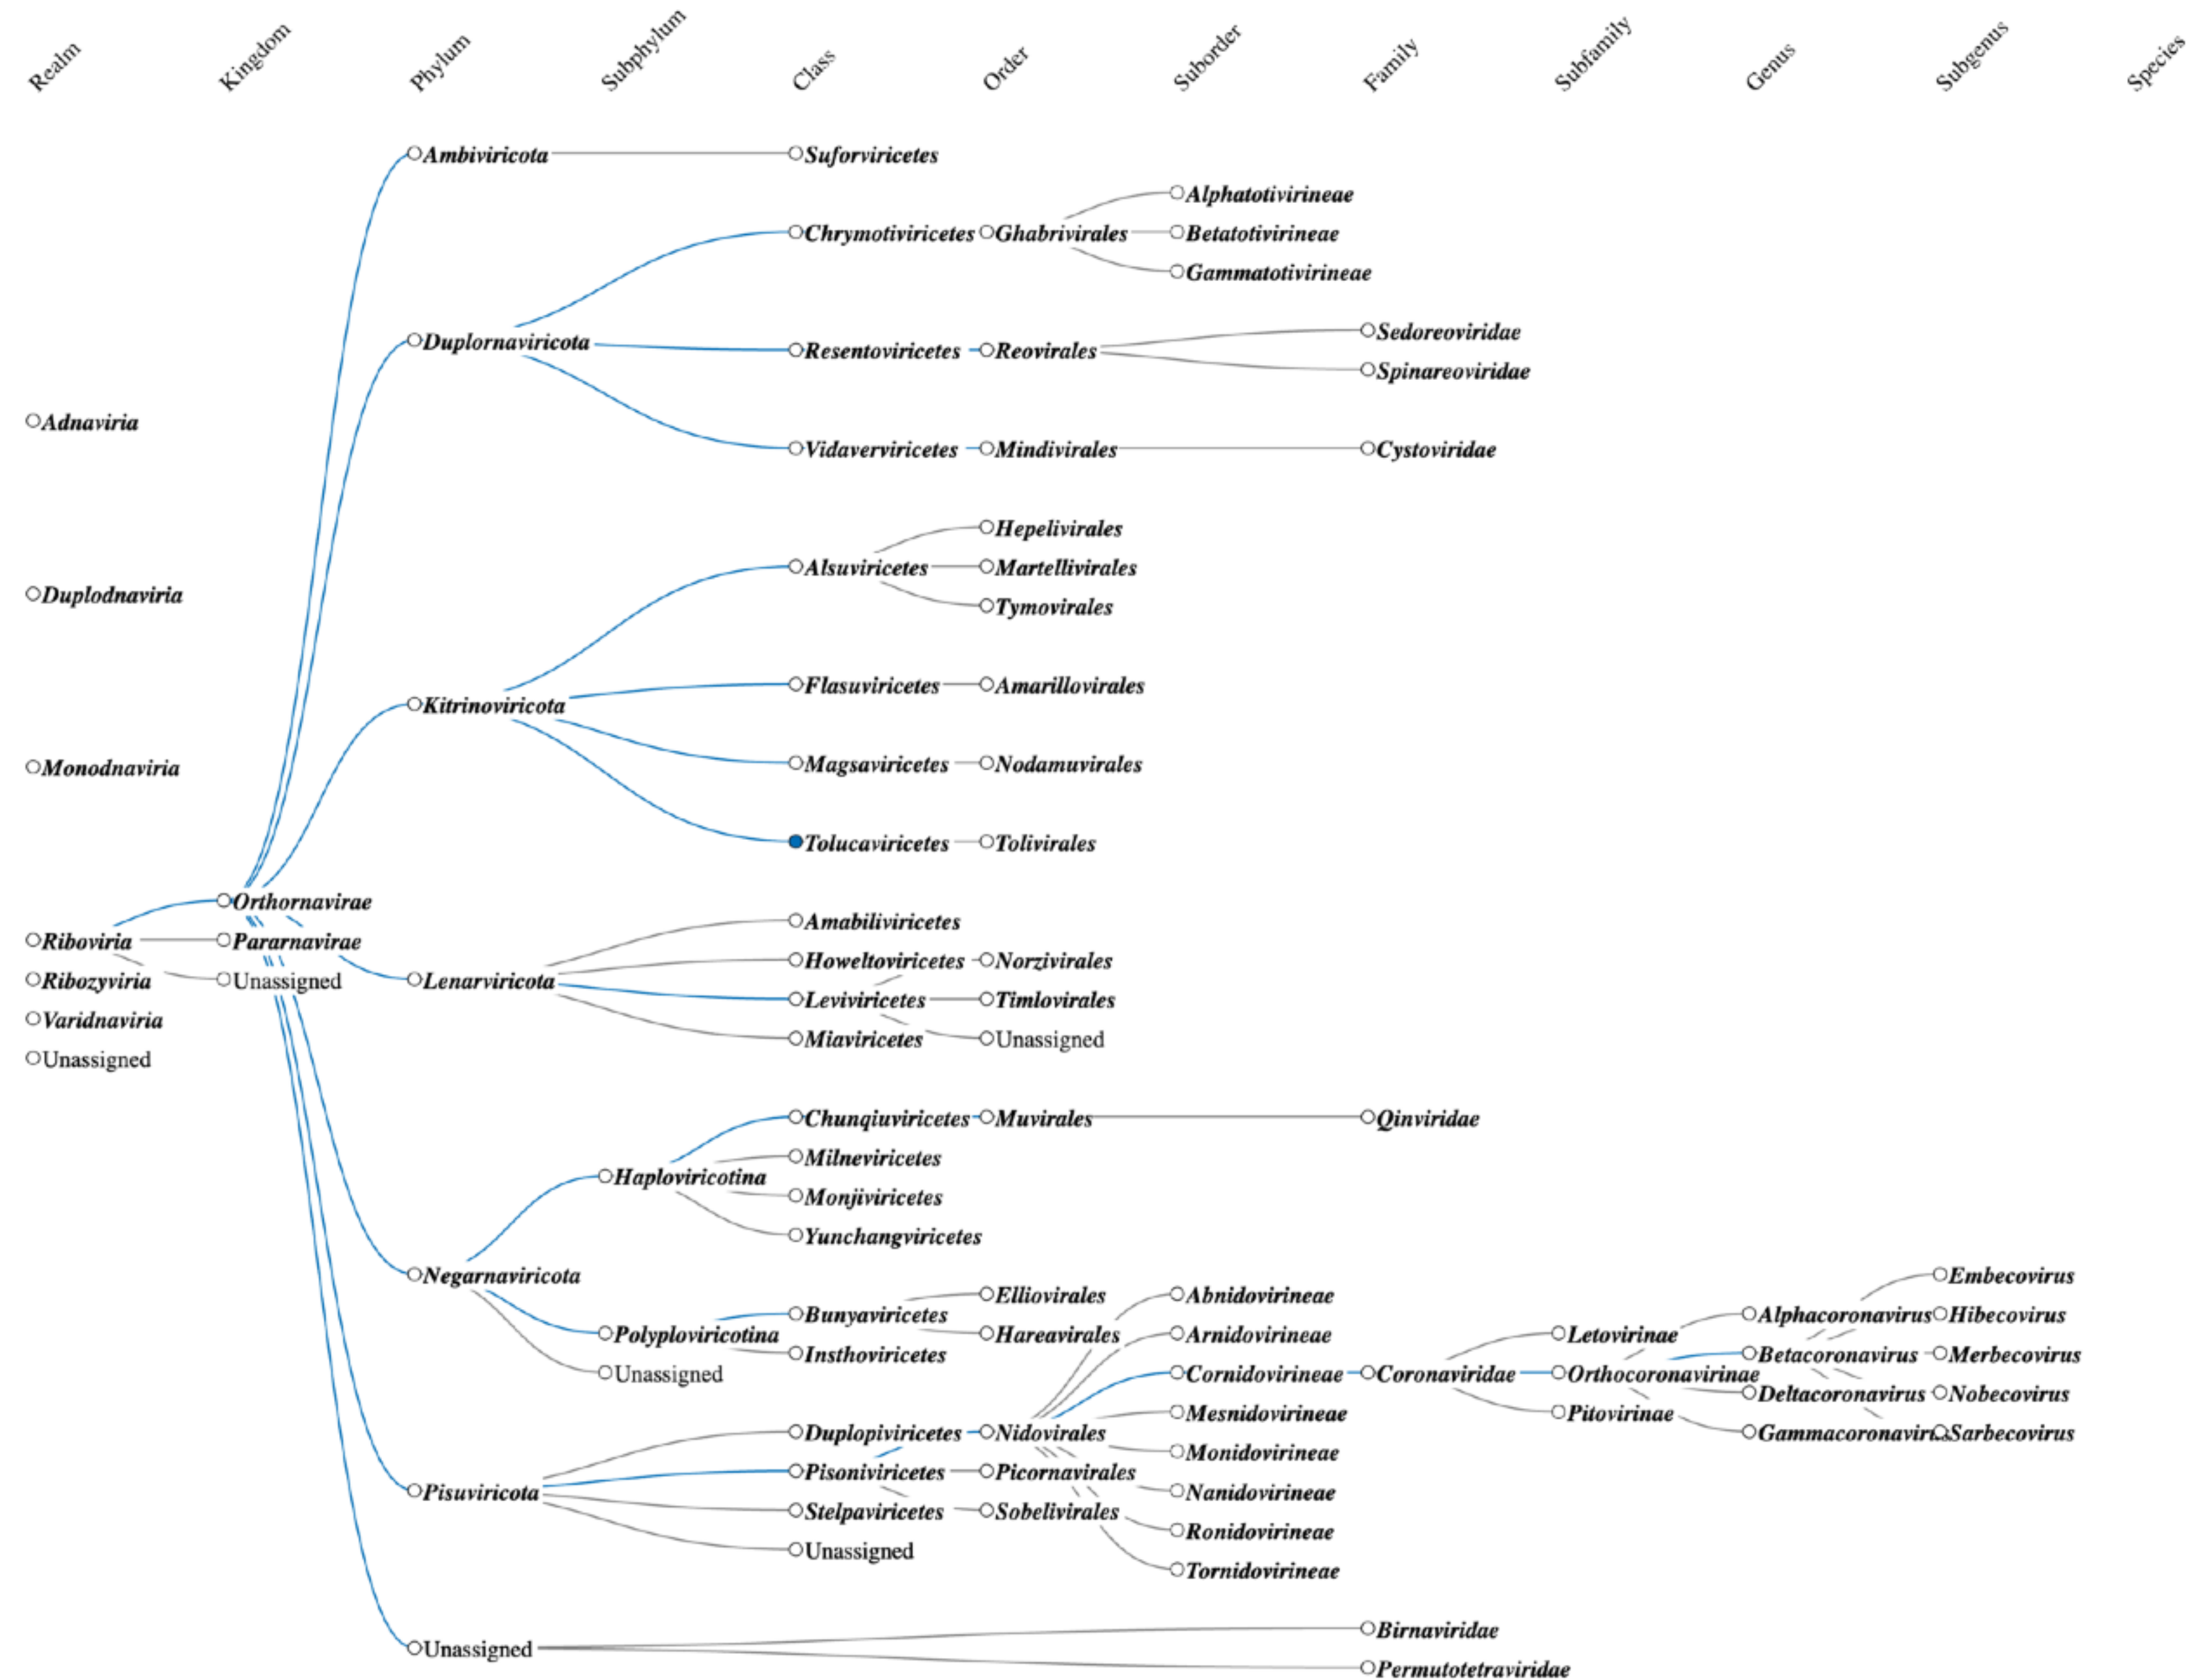 Realm
Kingdom
Phylum
Subphylum
Class
Order
Suborder
Family
Subfamily
Genus
Subgenus
Species
Ambiviricota
Suforviricetes
Alphatotivirineae
Chrymotiviricetes
Ghabrivirales
Betatotivirineae
Gammatotivirineae
Duplornaviricota
Resentoviricetes
Reovirales
Sedoreoviridae
Spinareoviridae
Adnaviria
Vidaverviricetes
Mindivirales
Cystoviridae
Hepelivirales
Alsuviricetes
Martellivirales
Duplodnaviria
Tymovirales
Kitrinoviricota
Flasuviricetes
Amarillovirales
Monodnaviria
Magsaviricetes
Nodamuvirales
Tolucaviricetes
Tolivirales
Orthornavirae
Amabiliviricetes
Riboviria
Pararnavirae
Howeltoviricetes
Norzivirales
Ribozyviria
Unassigned
Lenarviricota
Leviviricetes
Timlovirales
Varidnaviria
Miaviricetes
Unassigned
Unassigned
Chunqiuviricetes
Muvirales
Qinviridae
Milneviricetes
Haploviricotina
Monjiviricetes
Yunchangviricetes
Negarnaviricota
Embecovirus
Elliovirales
Abnidovirineae
Bunyaviricetes
Alphacoronavirus
Hibecovirus
Polyploviricotina
Hareavirales
Arnidovirineae
Letovirinae
Insthoviricetes
Betacoronavirus
Merbecovirus
Unassigned
Cornidovirineae
Coronaviridae
Orthocoronavirinae
Deltacoronavirus
Nobecovirus
Mesnidovirineae
Pitovirinae
Duplopiviricetes
Nidovirales
Gammacoronavirus
Sarbecovirus
Monidovirineae
Pisoniviricetes
Picornavirales
Pisuviricota
Nanidovirineae
Stelpaviricetes
Sobelivirales
Ronidovirineae
Unassigned
Tornidovirineae
Unassigned
Birnaviridae
Permutotetraviridae